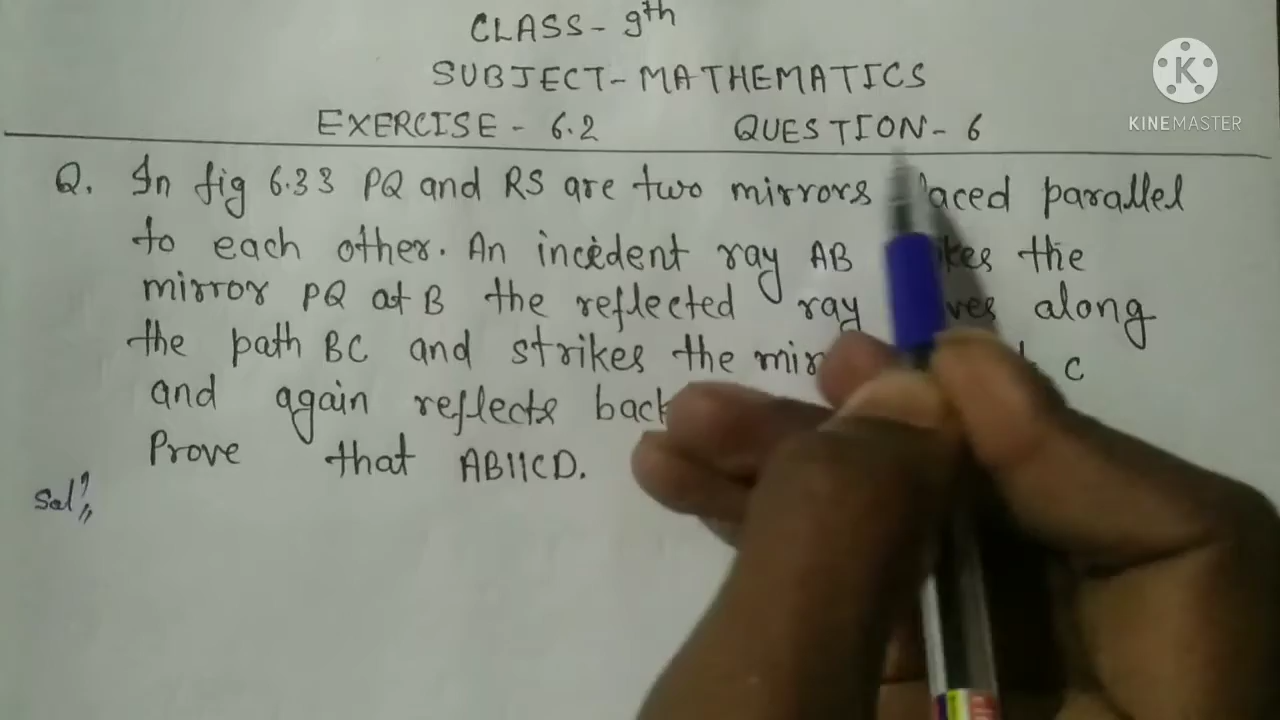 CLASS - 9th
SUBJECT - MATHEMATICS
EXERCISE - 6.2 QUESTION - 6
Q. In fig 6.33 PQ and RS are two mirrors parallel
to each other. An incident ray AB the
mirror PQ at B the reflected ray along
the path BC and strikes the C
and again reflects back
Prove that AB||CD.
Sol",,
K
KINEMASTER